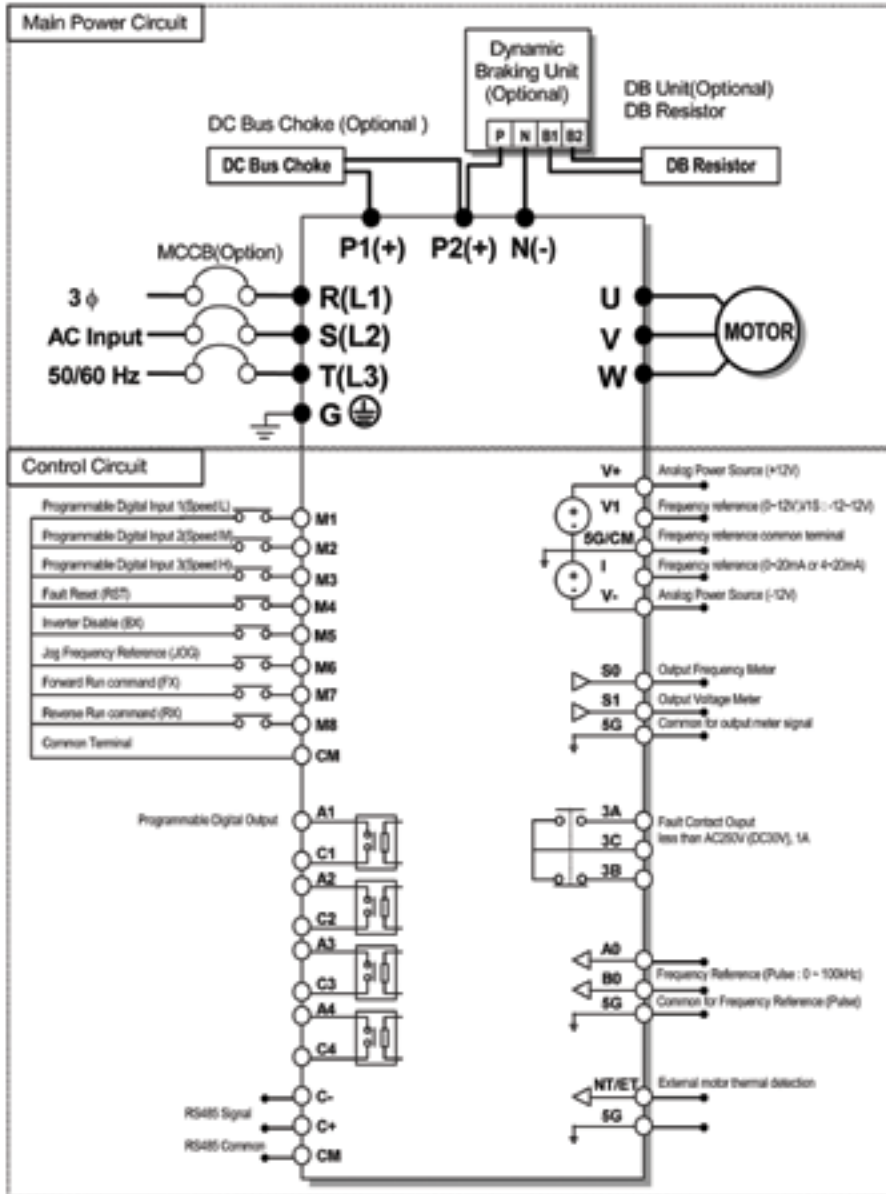 Main Power Circuit
Dynamic
Braking Unit
(Optional)
P N B1 B2
DB Unit(Optional)
DB Resistor
DC Bus Choke (Optional )
DC Bus Choke
DB Resistor
P1(+) P2(+) N(-)
MCCB(Option)
3 ϕ
AC Input
50/60 Hz
R(L1)
S(L2)
T(L3)
G
U
V
W
MOTOR
Control Circuit
Programmable Digital Input 1(Speed L)
M1
Programmable Digital Input 2(Speed M)
M2
Programmable Digital Input 3(Speed H)
M3
Fault Reset (RST)
M4
Inverter Disable (BX)
M5
Jog Frequency Reference (JOG)
M6
Forward Run command (FX)
M7
Reverse Run command (RX)
M8
Common Terminal
CM
Programmable Digital Output
A1
C1
A2
C2
A3
C3
A4
C4
C-
RS485 Signal
C+
RS485 Common
CM
V+ Analog Power Source (+12V)
V1 Frequency reference (0~12V,V1S : -12~12V)
5G/CM Frequency reference common terminal
I Frequency reference (0~20mA or 4~20mA)
V- Analog Power Source (-12V)
S0 Output Frequency Meter
S1 Output Voltage Meter
5G Common for output meter signal
3A Fault Contact Ouput
less than AC250V (DC30V), 1A
3C
3B
A0
B0 Frequency Reference (Pulse : 0 ~ 100kHz)
5G Common for Frequency Reference (Pulse)
NT/ET External motor thermal detection
5G